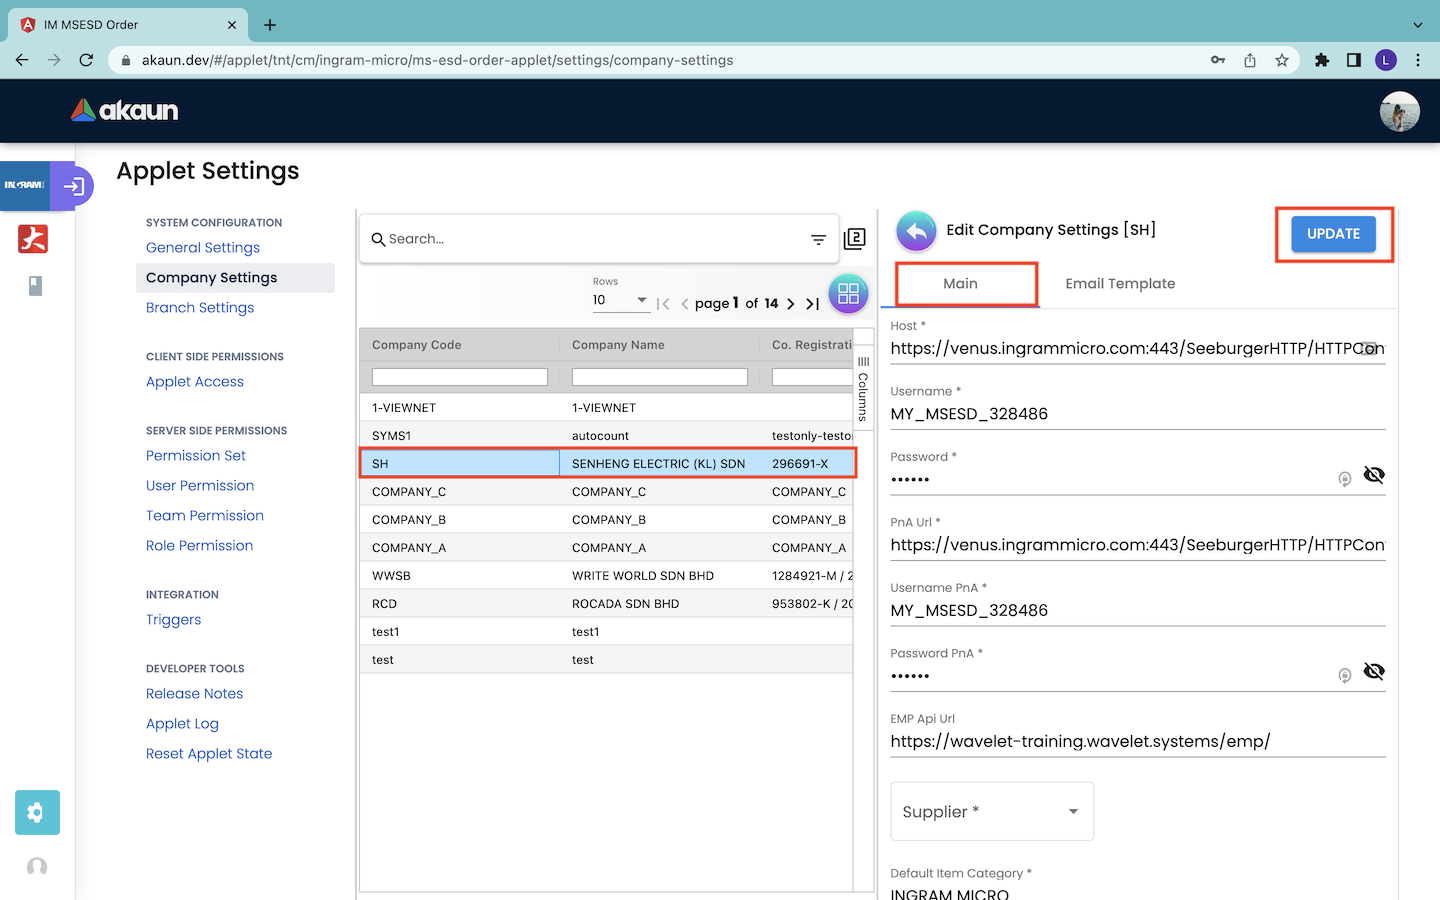 IM MSESD Order
akaun.dev/#/applet/tnt/cm/ingram-micro/ms-esd-order-applet/settings/company-settings
L
akaun
INGRAM
Applet Settings
SYSTEM CONFIGURATION
General Settings
Company Settings
Branch Settings
CLIENT SIDE PERMISSIONS
Applet Access
SERVER SIDE PERMISSIONS
Permission Set
User Permission
Team Permission
Role Permission
INTEGRATION
Triggers
DEVELOPER TOOLS
Release Notes
Applet Log
Reset Applet State
Search...
2
Rows
10
page 1 of 14
Company Code Company Name Co. Registrati
Columns
1-VIEWNET 1-VIEWNET
SYMS1 autocount testonly-testo
SH SENHENG ELECTRIC (KL) SDN 296691-X
COMPANY_C COMPANY_C COMPANY_C
COMPANY_B COMPANY_B COMPANY_B
COMPANY_A COMPANY_A COMPANY_A
WWSB WRITE WORLD SDN BHD 1284921-M / 2
RCD ROCADA SDN BHD 953802-K / 20
test1 test1
test test
Edit Company Settings [SH]
UPDATE
Main Email Template
Host *
https://venus.ingrammicro.com:443/SeeburgerHTTP/HTTPCon
Username *
MY_MSESD_328486
Password *
••••••
PnA Url *
https://venus.ingrammicro.com:443/SeeburgerHTTP/HTTPCon
Username PnA *
MY_MSESD_328486
Password PnA *
••••••
EMP Api Url
https://wavelet-training.wavelet.systems/emp/
Supplier *
Default Item Category *
INGRAM MICRO